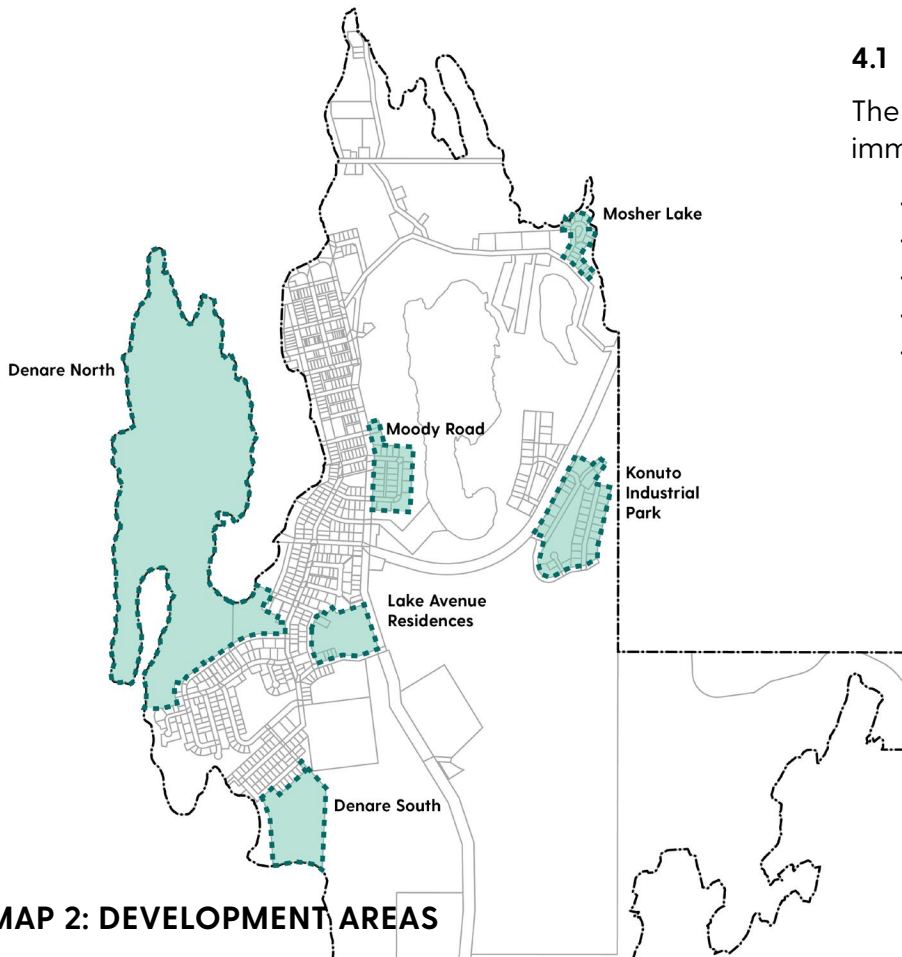 4.1
The
Mosher Lake
Denare North
Moody Road
Konuto
Industrial
Park
Lake Avenue
Residences
Denare South
MAP 2: DEVELOPMENT AREAS